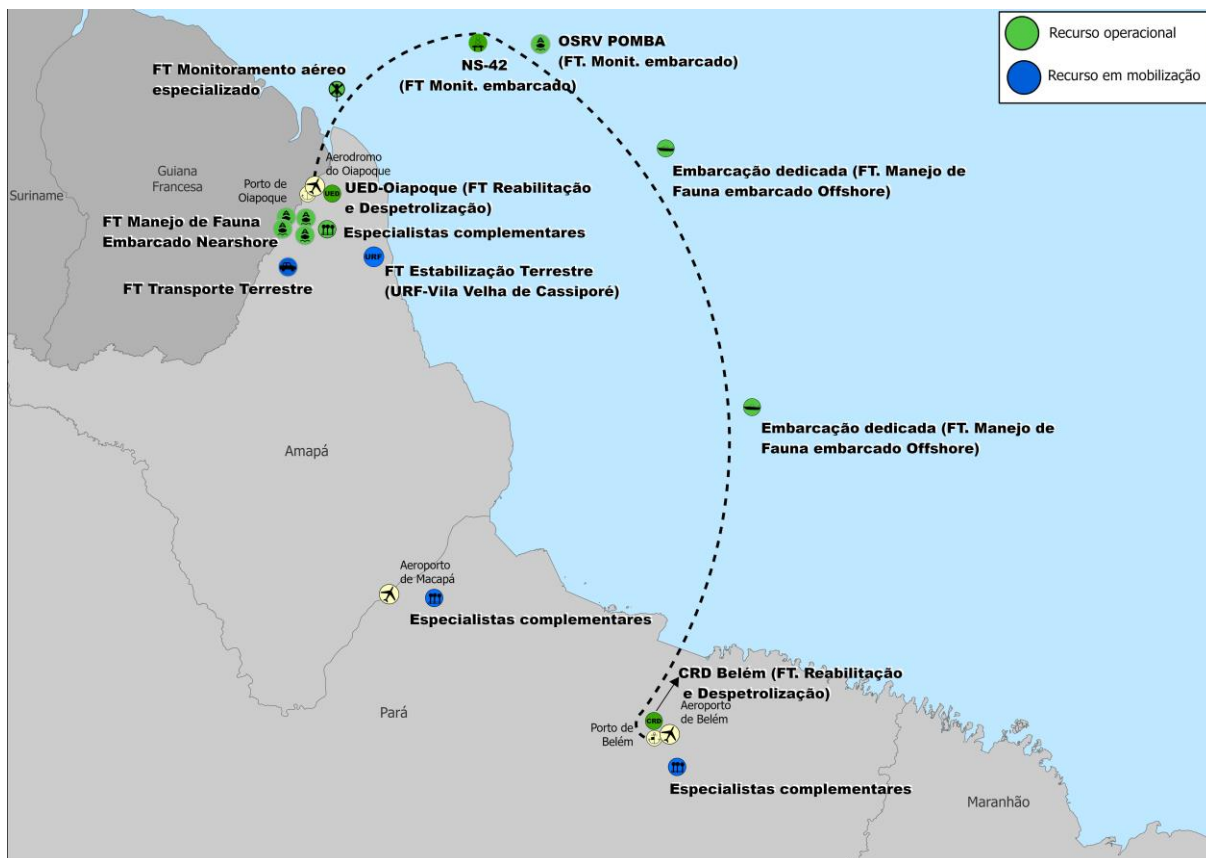 Recurso operacional
Recurso em mobilização
OSRV POMBA
(FT. Monit. embarcado)
NS-42
(FT Monit. embarcado)
FT Monitoramento aéreo
especializado
Embarcação dedicada (FT. Manejo de
Fauna embarcado Offshore)
Suriname
Guiana
Francesa
Aerodromo
do Oiapoque
Porto de
Oiapoque
UED
UED-Oiapoque (FT Reabilitação
e Despetrolização)
FT Manejo de Fauna
Embarcado Nearshore
Especialistas complementares
URF
FT Estabilização Terrestre
(URF-Vila Velha de Cassiporé)
FT Transporte Terrestre
Embarcação dedicada (FT. Manejo de
Fauna embarcado Offshore)
Amapá
Aeroporto
de Macapá
Especialistas complementares
CRD Belém (FT. Reabilitação
e Despetrolização)
Aeroporto
de Belém
CRD
Porto de
Belém
Pará
Especialistas complementares
Maranhão